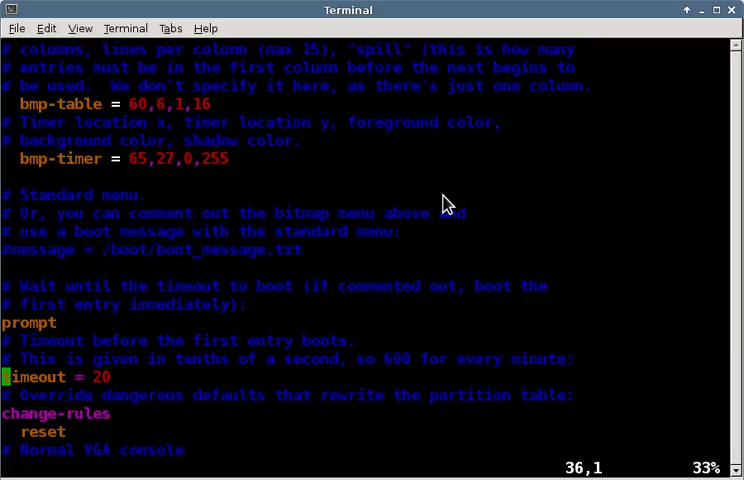 Terminal
File Edit View Terminal Tabs Help
# columns, lines per column (max 15), "spill" (this is how many
# entries must be in the first column before the next begins to
# be used.  We don't specify it here, as there's just one column.
  bmp-table = 60,6,1,16
# Timer location x, timer location y, foreground color,
# background color, shadow color.
  bmp-timer = 65,27,0,255
# Standard menu.
# Or, you can comment out the bitmap menu above and
# use a boot message with the standard menu:
#message = /boot/boot_message.txt
# Wait until the timeout to boot (if commented out, boot the
# first entry immediately):
prompt
# Timeout before the first entry boots.
# This is given in tenths of a second, so 600 for every minute:
timeout = 20
# Override dangerous defaults that rewrite the partition table:
change-rules
  reset
# Normal VGA console
36,1 33%